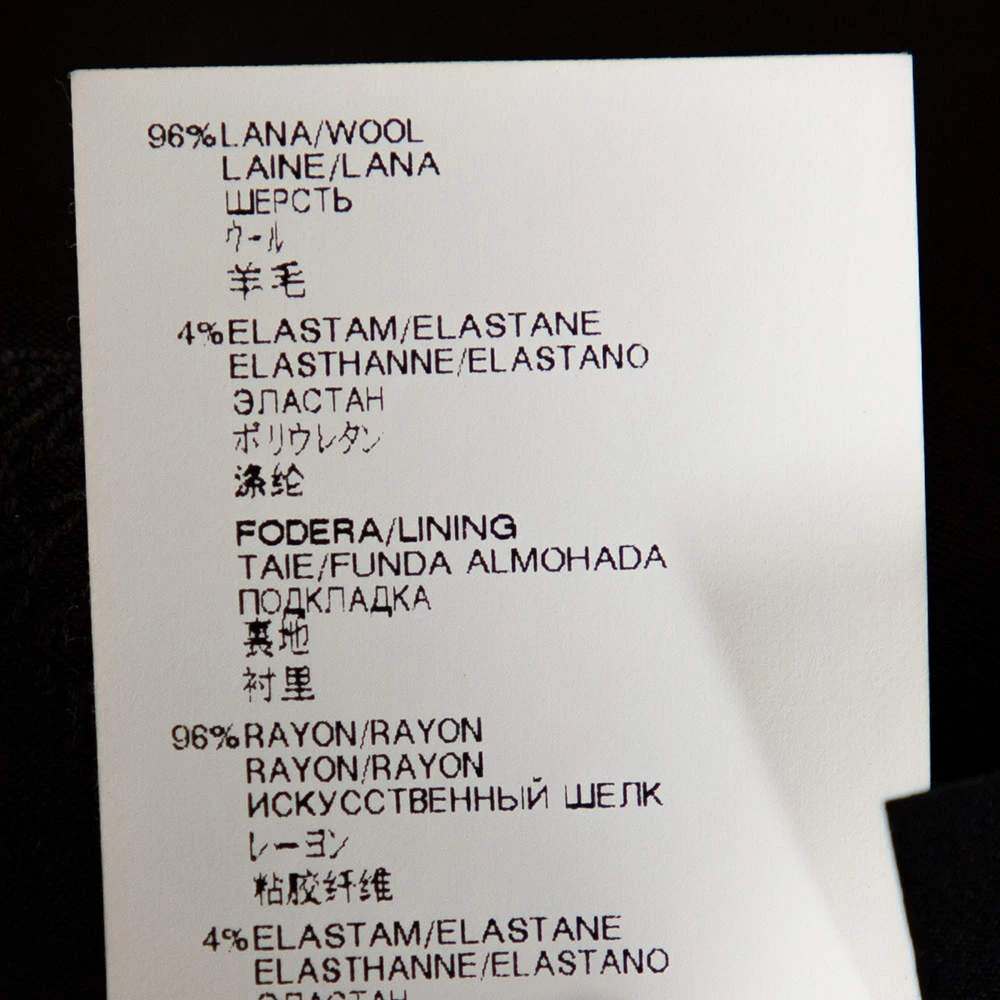 96% LANA/WOOL
LAINE/LANA
ШЕРСТЬ
ウール
羊毛
4% ELASTAM/ELASTANE
ELASTHANNE/ELASTANO
ЭЛАСТАН
ポリウレタン
涤纶
FODERA/LINING
TAIE/FUNDA ALMOHADA
ПОДКЛАДКА
裏地
衬里
96% RAYON/RAYON
RAYON/RAYON
ИСКУССТВЕННЫЙ ШЕЛК
レーヨン
粘胶纤维
4% ELASTAM/ELASTANE
ELASTHANNE/ELASTANO
ЭЛАСТАН